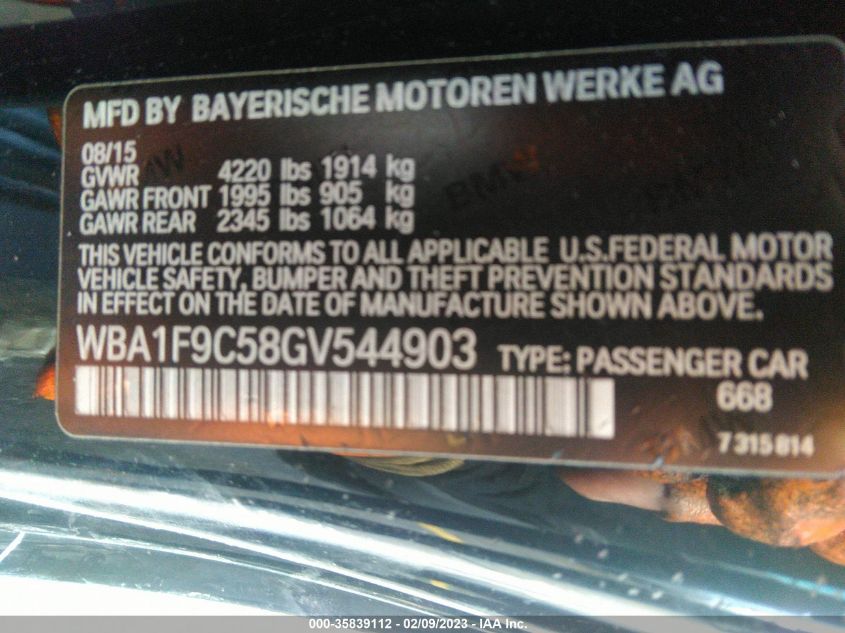 MFD BY BAYERISCHE MOTOREN WERKE AG
08/15
GVWR 4220 lbs 1914 kg
GAWR FRONT 1995 lbs 905 kg
GAWR REAR 2345 lbs 1064 kg
THIS VEHICLE CONFORMS TO ALL APPLICABLE U.S.FEDERAL MOTOR
VEHICLE SAFETY, BUMPER AND THEFT PREVENTION STANDARDS
IN EFFECT ON THE DATE OF MANUFACTURE SHOWN ABOVE.
WBA1F9C58GV544903 TYPE: PASSENGER CAR
668
7315814
000-35839112 - 02/09/2023 - IAA Inc.